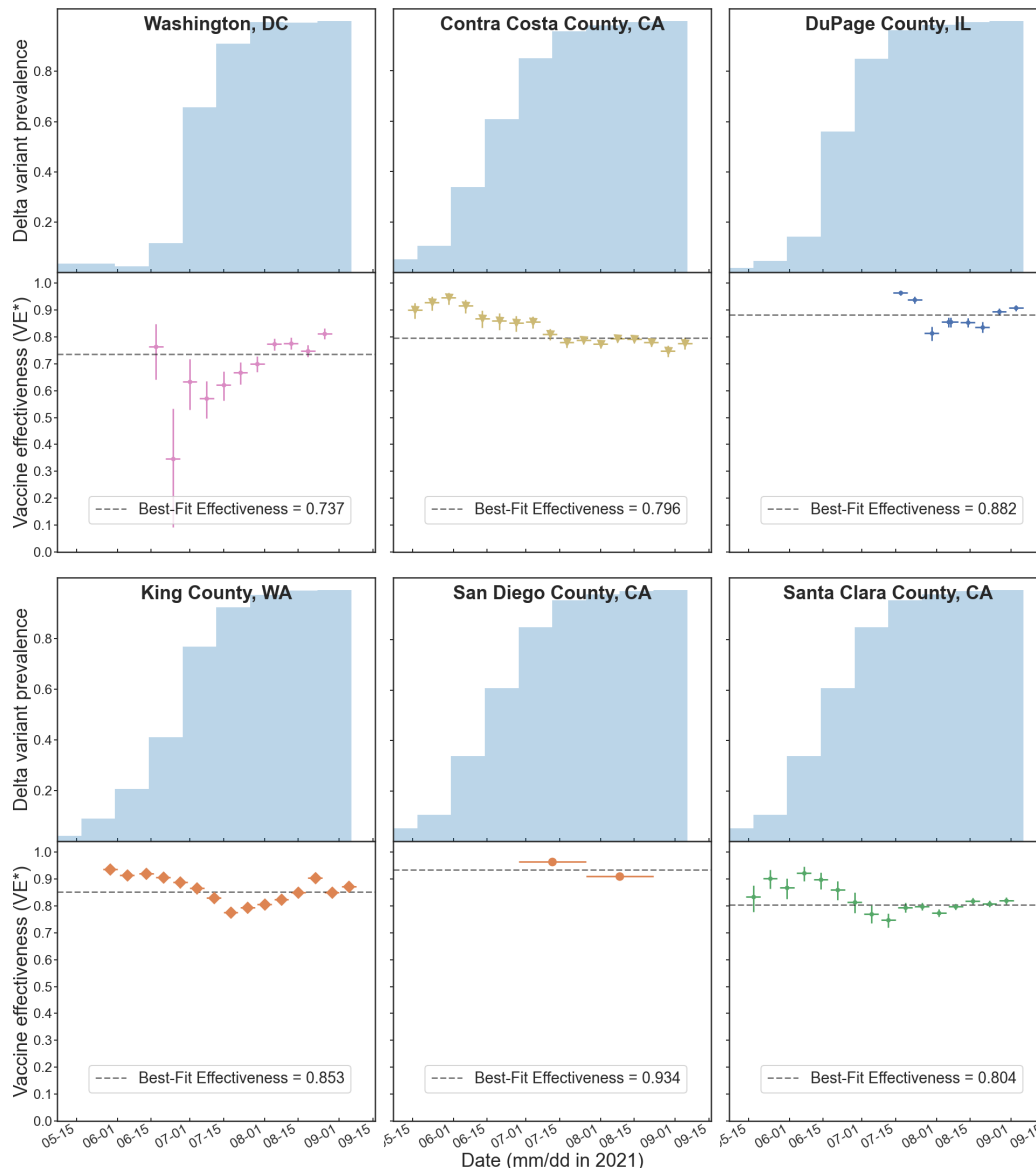 Washington, DC
Contra Costa County, CA
DuPage County, IL
Delta variant prevalence
0.8
0.6
0.4
0.2
Vaccine effectiveness (VE*)
1.0
0.9
0.8
0.7
0.6
0.5
0.4
0.3
0.2
0.1
0.0
Best-Fit Effectiveness = 0.737
Best-Fit Effectiveness = 0.796
Best-Fit Effectiveness = 0.882
King County, WA
San Diego County, CA
Santa Clara County, CA
Delta variant prevalence
0.8
0.6
0.4
0.2
Vaccine effectiveness (VE*)
1.0
0.9
0.8
0.7
0.6
0.5
0.4
0.3
0.2
0.1
0.0
Best-Fit Effectiveness = 0.853
Best-Fit Effectiveness = 0.934
Best-Fit Effectiveness = 0.804
05-15 06-01 06-15 07-01 07-15 08-01 08-15 09-01 09-15
05-15 06-01 06-15 07-01 07-15 08-01 08-15 09-01 09-15
05-15 06-01 06-15 07-01 07-15 08-01 08-15 09-01
Date (mm/dd in 2021)